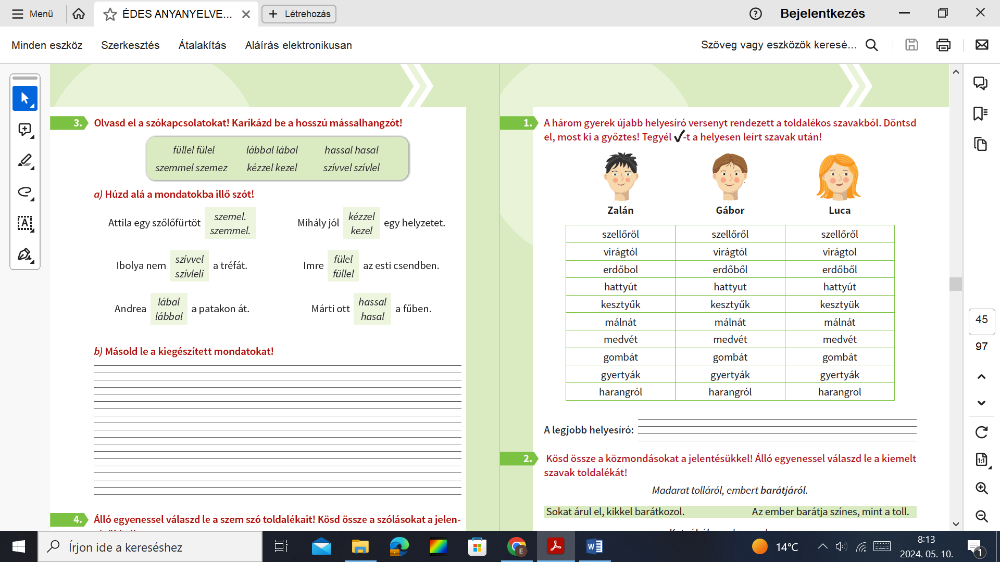 Menü
ÉDES ANYANYELVE...
Létrehozás
Bejelentkezés
Minden eszköz
Szerkesztés
Átalakítás
Aláírás elektronikusan
Szöveg vagy eszközök keresé...
3. Olvasd el a szókapcsolatokat! Karikázd be a hosszú mássalhangzót!
füllel fülel lábbal lábal hassal hasal
szemmel szemez kézzel kezel szívvel szívlel
a) Húzd alá a mondatokba illő szót!
Attila egy szőlőfürtöt szemel. szemmel.
Mihály jól kézzel kezel egy helyzetet.
Ibolya nem szívvel szívleli a tréfát.
Imre fülel füllel az esti csendben.
Andrea lábal lábbal a patakon át.
Márti ott hassal hasal a fűben.
b) Másold le a kiegészített mondatokat!
4. Álló egyenessel válaszd le a szem szó toldalékait! Kösd össze a szólásokat a jelen-
1. A három gyerek újabb helyesíró versenyt rendezett a toldalékos szavakból. Döntsd
el, most ki a győztes! Tegyél ✓-t a helyesen leírt szavak után!
Zalán Gábor Luca
szellőröl szellőről szellőről
virágtól virágtól virágtol
erdőbol erdőből erdőből
hattyút hattyut hattyút
kesztyűk kesztyűk kesztyük
málnát málnát málnát
medvét medvét medvét
gombát gombát gombát
gyertyák gyertyák gyertyák
harangról harangról harangrol
A legjobb helyesíró:
2. Kösd össze a közmondásokat a jelentésükkel! Álló egyenessel válaszd le a kiemelt
szavak toldalékát!
Madarat tolláról, embert barátjáról.
Sokat árul el, kikkel barátkozol. Az ember barátja színes, mint a toll.
45
97
1:1
Írjon ide a kereséshez
14°C
8:13
2024. 05. 10.
1